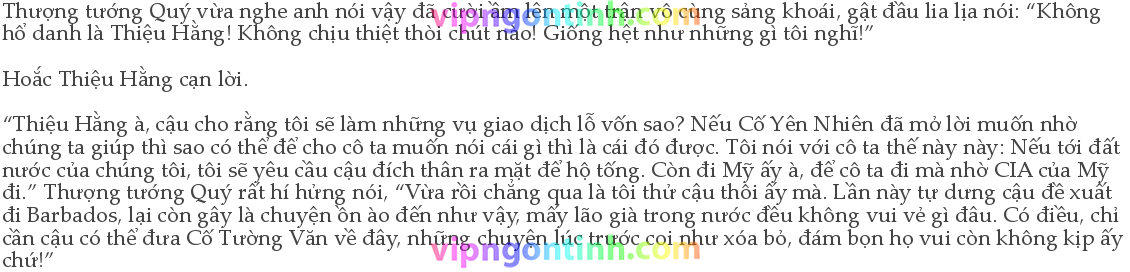 Thượng tướng Quý vừa nghe anh nói vậy đã cười ầm lên một trận vô cùng sảng khoái, gật đầu lia lịa nói: “Không
vipngontinh.com
hổ danh là Thiệu Hằng! Không chịu thiệt thòi chút nào! Giống hệt như những gì tôi nghĩ!”
Hoắc Thiệu Hằng cạn lời.
“Thiệu Hằng à, cậu cho rằng tôi sẽ làm những vụ giao dịch lỗ vốn sao? Nếu Cố Yên Nhiên đã mở lời muốn nhờ
chúng ta giúp thì sao có thể để cho cô ta muốn nói cái gì thì là cái đó được. Tôi nói với cô ta thế này này: Nếu tới đất
nước của chúng tôi, tôi sẽ yêu cầu cậu đích thân ra mặt để hộ tống. Còn đi Mỹ ấy à, để cô ta đi mà nhờ CIA của Mỹ
đi.” Thượng tướng Quý rất hí hửng nói, “Vừa rồi chẳng qua là tôi thử cậu thôi ấy mà. Lần này tự dưng cậu đề xuất
đi Barbados, lại còn gây là chuyện ồn ào đến như vậy, mấy lão già trong nước đều không vui vẻ gì đâu. Có điều, chỉ
cần cậu có thể đưa Cố Tường Văn về đây, những chuyện lúc trước coi như xóa bỏ, đám bọn họ vui còn không kịp ấy
vipngontinh.com
chứ!”